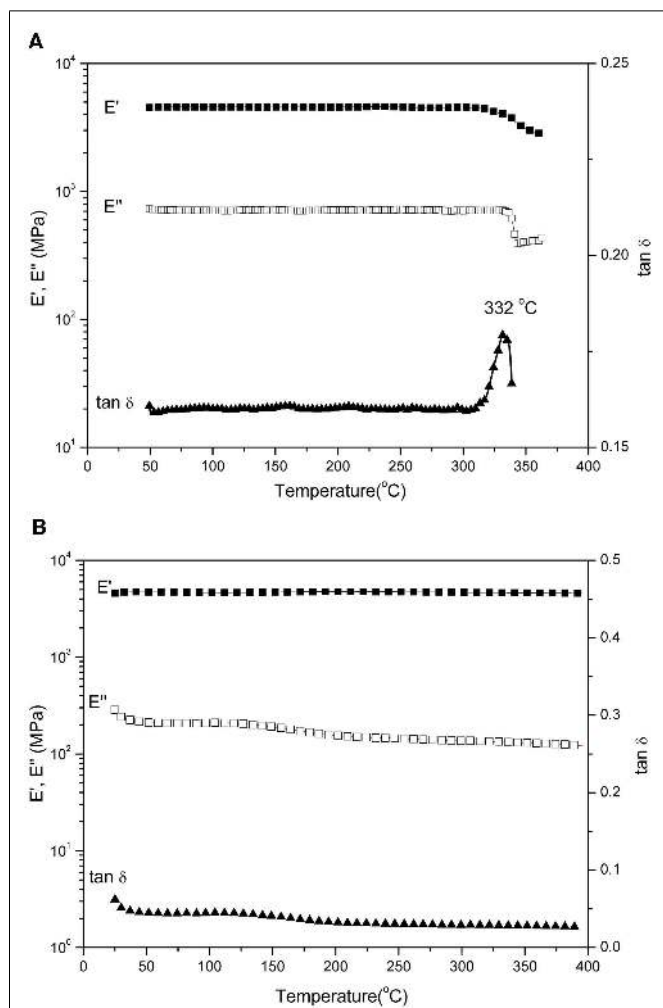 A
10⁴
0.25
E'
10³
E''
0.20
E', E'' (MPa)
tan δ
332 °C
10²
tan δ
10¹
0.15
0 50 100 150 200 250 300 350 400
Temperature(°C)
B
10⁴
0.5
E'
0.4
10³
E''
0.3
E', E'' (MPa)
tan δ
10²
0.2
10¹
0.1
tan δ
10⁰
0.0
0 50 100 150 200 250 300 350 400
Temperature(°C)